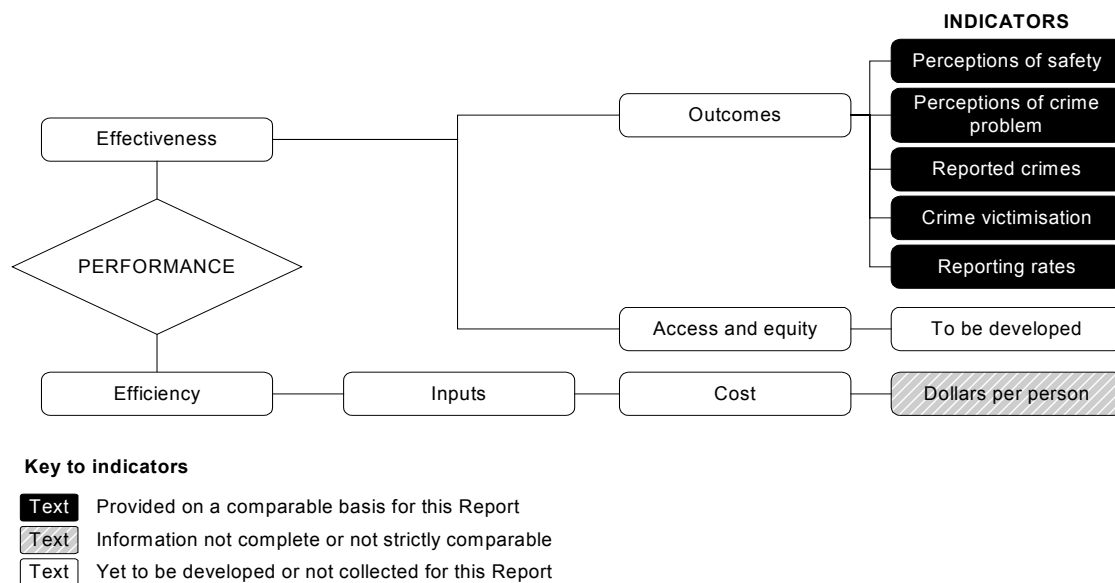 INDICATORS
Perceptions of safety
Outcomes
Perceptions of crime
problem
Effectiveness
Reported crimes
Crime victimisation
PERFORMANCE
Reporting rates
Access and equity
To be developed
Efficiency
Inputs
Cost
Dollars per person
Key to indicators
Text Provided on a comparable basis for this Report
Text Information not complete or not strictly comparable
Text Yet to be developed or not collected for this Report